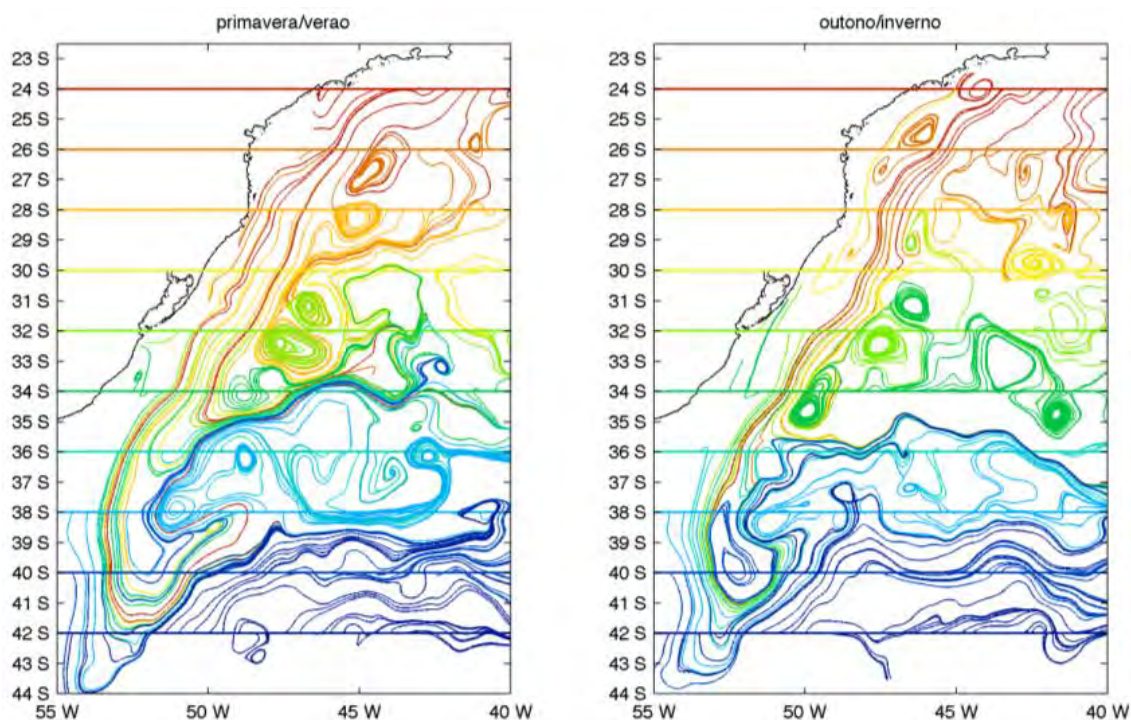 primavera/verao
23 S
24 S
25 S
26 S
27 S
28 S
29 S
30 S
31 S
32 S
33 S
34 S
35 S
36 S
37 S
38 S
39 S
40 S
41 S
42 S
43 S
44 S
55 W 50 W 45 W 40 W
outono/inverno
23 S
24 S
25 S
26 S
27 S
28 S
29 S
30 S
31 S
32 S
33 S
34 S
35 S
36 S
37 S
38 S
39 S
40 S
41 S
42 S
43 S
44 S
55 W 50 W 45 W 40 W